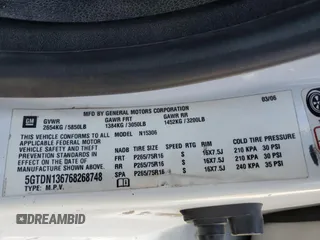 MFD BY GENERAL MOTORS CORPORATION 03/06
GM
GVWR GAWR FRT GAWR RR
2654KG / 5850LB 1384KG / 3050LB 1452KG / 3200LB
THIS VEHICLE CONFORMS TO ALL
APPLICABLE FEDERAL MOTOR MODEL N15306
VEHICLE SAFETY AND THEFT
PREVENTION STANDARDS IN
EFFECT ON THE DATE OF
MANUFACTURE SHOWN ABOVE.
NADR TIRE SIZE SPEED RTG RIM COLD TIRE PRESSURE
FRT P265/75R16 S 16X7.5J 210 KPA 30 PSI
RR P265/75R16 S 16X7.5J 210 KPA 30 PSI
SPA P265/75R16 S 16X7.5J 240 KPA 35 PSI
5GTDN136768268748
TYPE: M.P.V.